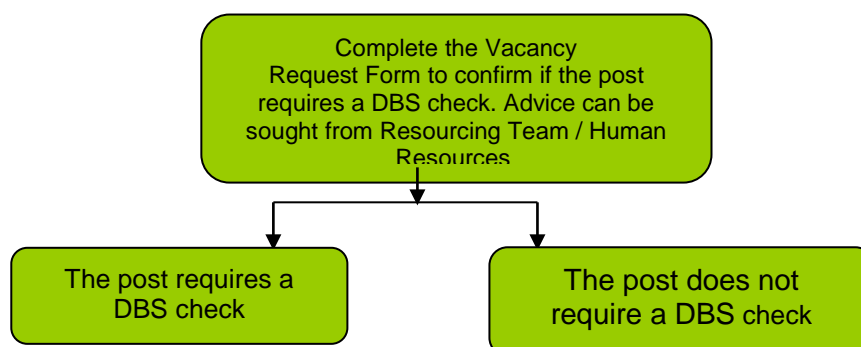 Complete the Vacancy
Request Form to confirm if the post
requires a DBS check. Advice can be
sought from Resourcing Team / Human
Resources
The post requires a
DBS check
The post does not
require a DBS check